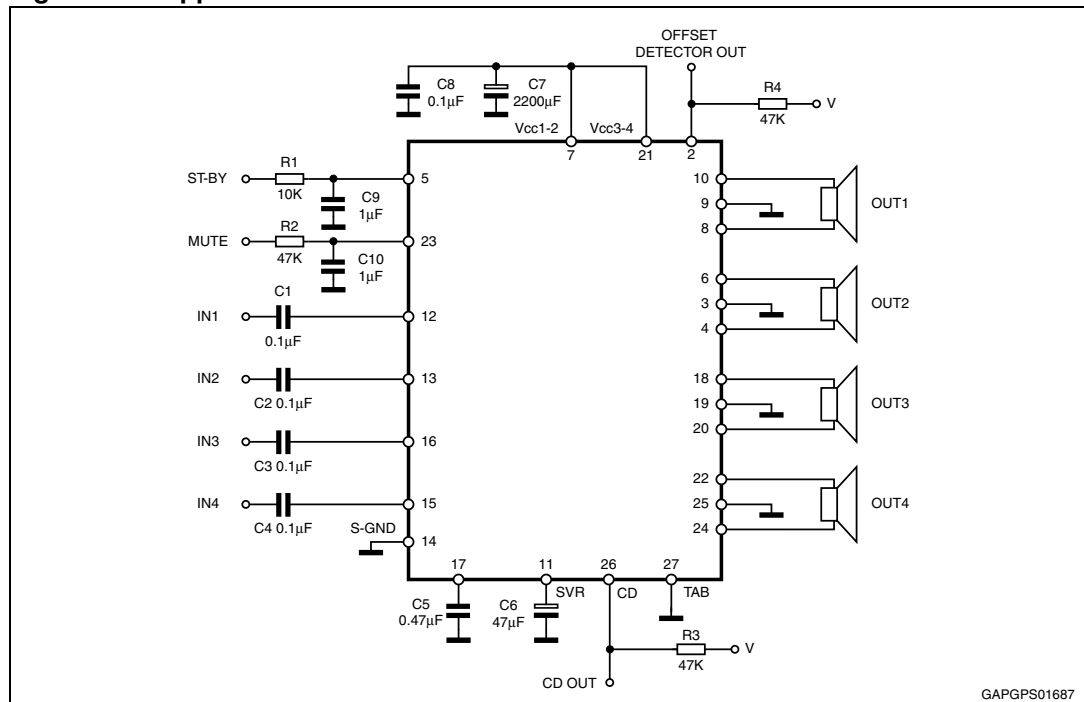 OFFSET
DETECTOR OUT
C8
0.1µF
C7
2200µF
R4
47K
V
Vcc1-2
Vcc3-4
7
21
2
ST-BY
R1
10K
C9
1µF
5
MUTE
R2
47K
C10
1µF
23
IN1
C1
0.1µF
12
IN2
C2 0.1µF
13
IN3
C3 0.1µF
16
IN4
C4 0.1µF
15
S-GND
14
10
9
8
OUT1
6
3
4
OUT2
18
19
20
OUT3
22
25
24
OUT4
17
11
26
27
SVR
CD
TAB
C5
0.47µF
C6
47µF
R3
47K
V
CD OUT
GAPGPS01687